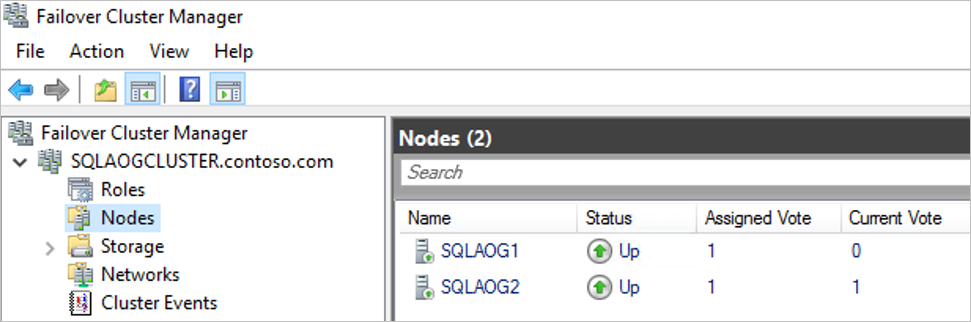 Failover Cluster Manager
File Action View Help
Failover Cluster Manager
SQLAOGCLUSTER.contoso.com
Roles
Nodes
Storage
Networks
Cluster Events
Nodes (2)
Search
Name Status Assigned Vote Current Vote
SQLAOG1 Up 1 0
SQLAOG2 Up 1 1